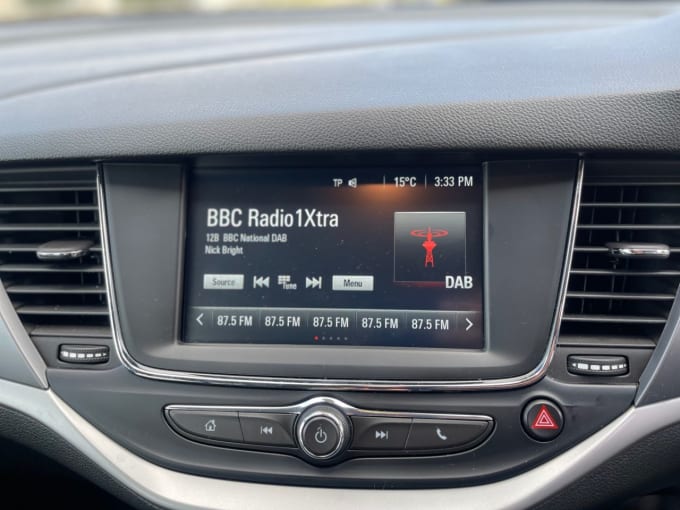 TP 15°C 3:33 PM
BBC Radio1Xtra
12B BBC National DAB
Nick Bright
Source Tune Menu
DAB
87.5 FM 87.5 FM 87.5 FM 87.5 FM 87.5 FM